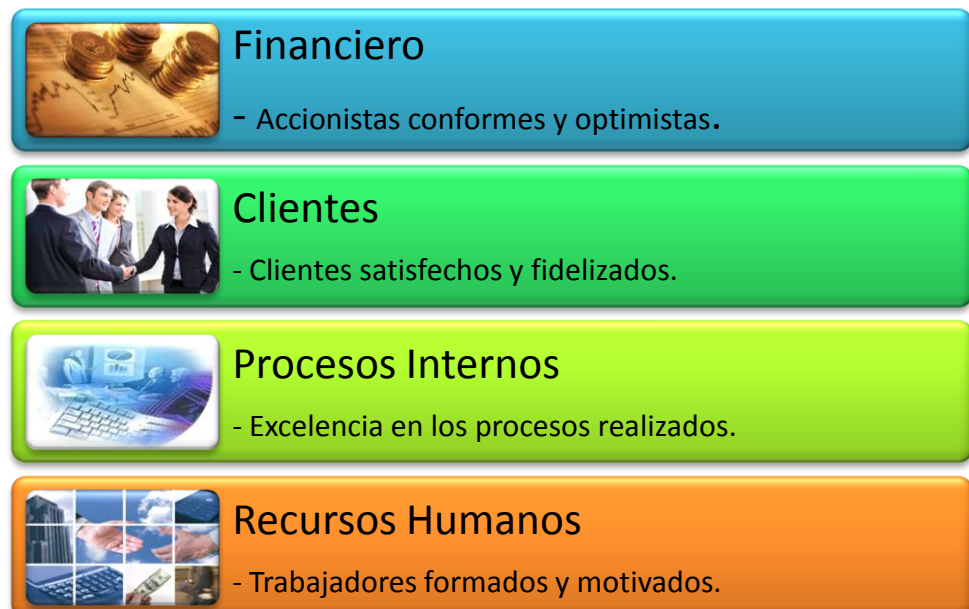 Financiero
- Accionistas conformes y optimistas.
Clientes
- Clientes satisfechos y fidelizados.
Procesos Internos
- Excelencia en los procesos realizados.
Recursos Humanos
- Trabajadores formados y motivados.